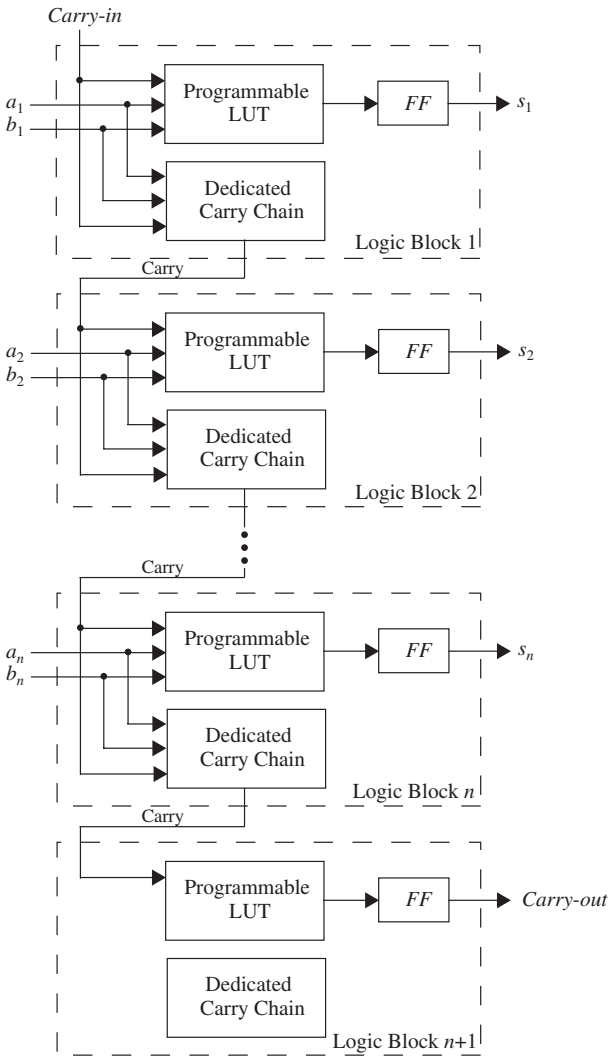 Carry-in
a1
b1
Programmable
LUT
FF
s1
Dedicated
Carry Chain
Logic Block 1
Carry
a2
b2
Programmable
LUT
FF
s2
Dedicated
Carry Chain
Logic Block 2
Carry
an
bn
Programmable
LUT
FF
sn
Dedicated
Carry Chain
Logic Block n
Carry
Programmable
LUT
FF
Carry-out
Dedicated
Carry Chain
Logic Block n+1